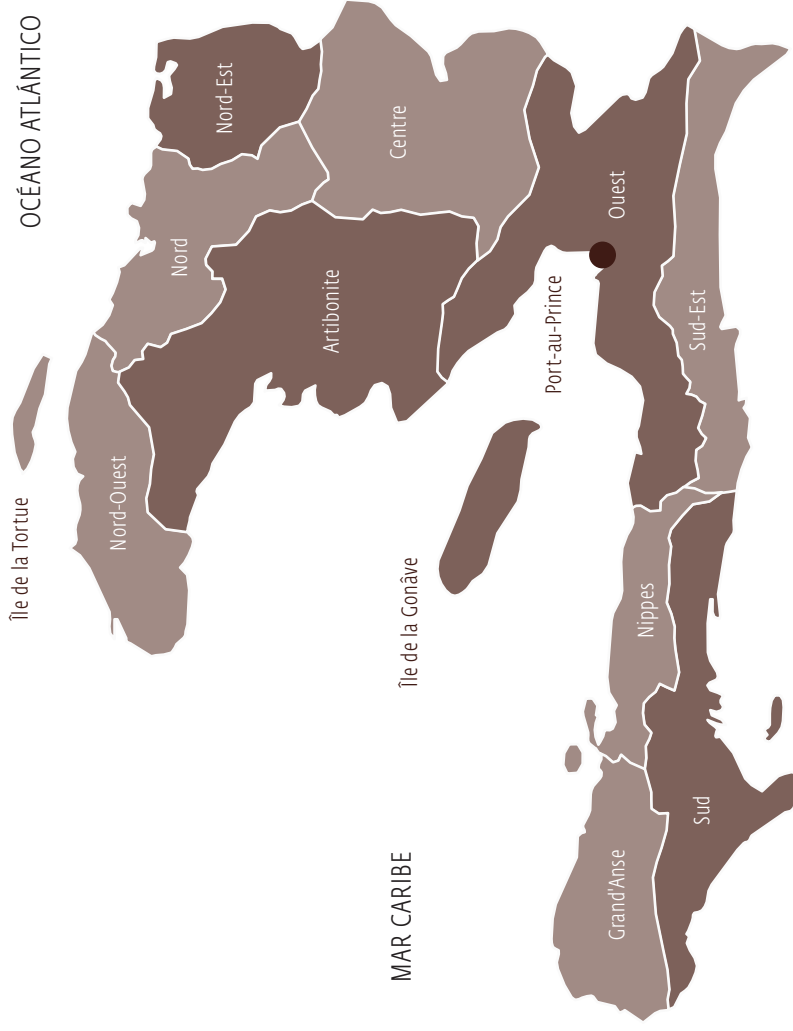 OCÉANO ATLÁNTICO
Île de la Tortue
Nord-Ouest
Nord
Nord-Est
Artibonite
Centre
Île de la Gonâve
MAR CARIBE
Port-au-Prince
Ouest
Grand'Anse
Nippes
Sud-Est
Sud